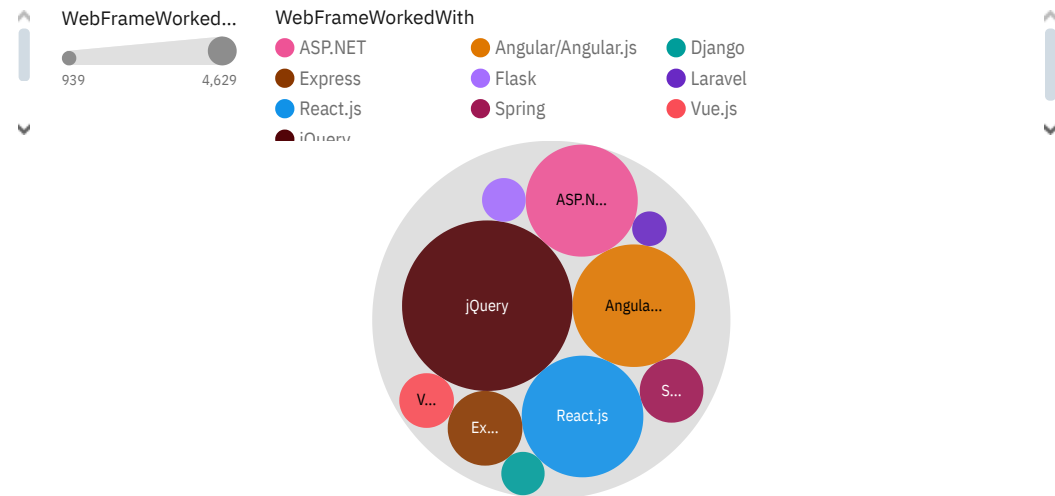 WebFrameWorked...
939
4,629
WebFrameWorkedWith
ASP.NET
Angular/Angular.js
Django
Express
Flask
Laravel
React.js
Spring
Vue.js
jQuery
ASP.N...
jQuery
Angula...
S...
V...
React.js
Ex...